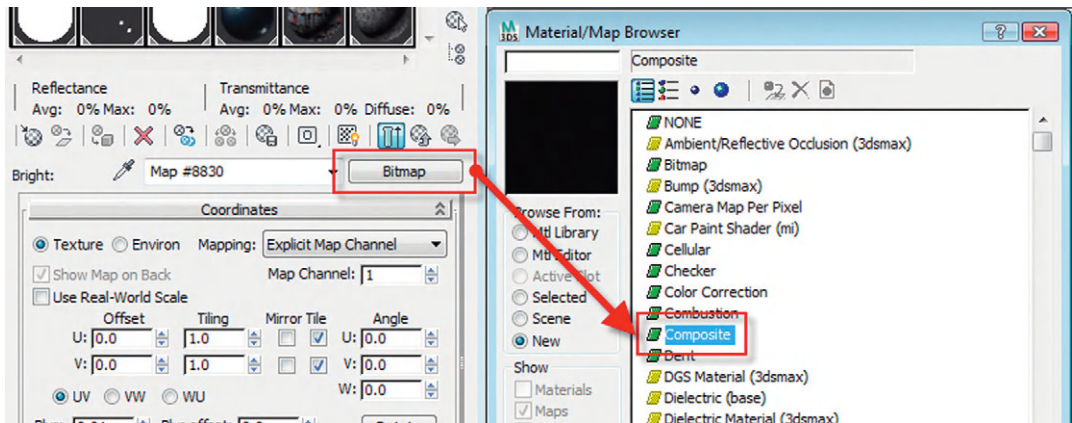 Reflectance
Transmittance
Avg: 0% Max: 0%
Avg: 0% Max: 0% Diffuse: 0%
Bright:
Map #8830
Bitmap
Coordinates
Texture
Environ
Mapping:
Explicit Map Channel
Show Map on Back
Map Channel:
1
Use Real-World Scale
Offset
Tiling
Mirror Tile
Angle
U:
0.0
1.0
U:
0.0
V:
0.0
1.0
V:
0.0
W:
0.0
UV
VW
WU
3DS
Material/Map Browser
Composite
NONE
Ambient/Reflective Occlusion (3dsmax)
Bitmap
Bump (3dsmax)
Camera Map Per Pixel
Car Paint Shader (mi)
Cellular
Checker
Color Correction
Combustion
Composite
Dent
DGS Material (3dsmax)
Dielectric (base)
Dielectric Material (3dsmax)
Browse From:
Mtl Library
Mtl Editor
Active Slot
Selected
Scene
New
Show
Materials
Maps